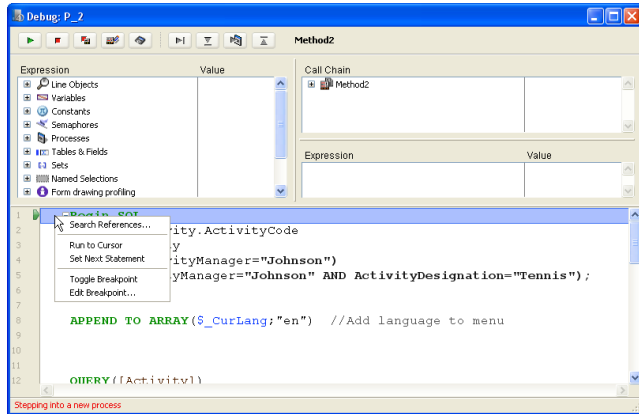 Debug: P_2
Method2
Expression Value
Line Objects
Variables
Constants
Semaphores
Processes
Tables & Fields
Sets
Named Selections
Form drawing profiling
Call Chain
Method2
Expression Value
1 Begin SQL
2 ity.ActivityCode
3 y
4 ityManager="Johnson")
5 yManager="Johnson" AND ActivityDesignation="Tennis");
6
7
8 APPEND TO ARRAY($_CurLang;"en") //Add language to menu
9
10
11
12 QUERY([Activity])
Search References...
Run to Cursor
Set Next Statement
Toggle Breakpoint
Edit Breakpoint...
Stepping into a new process